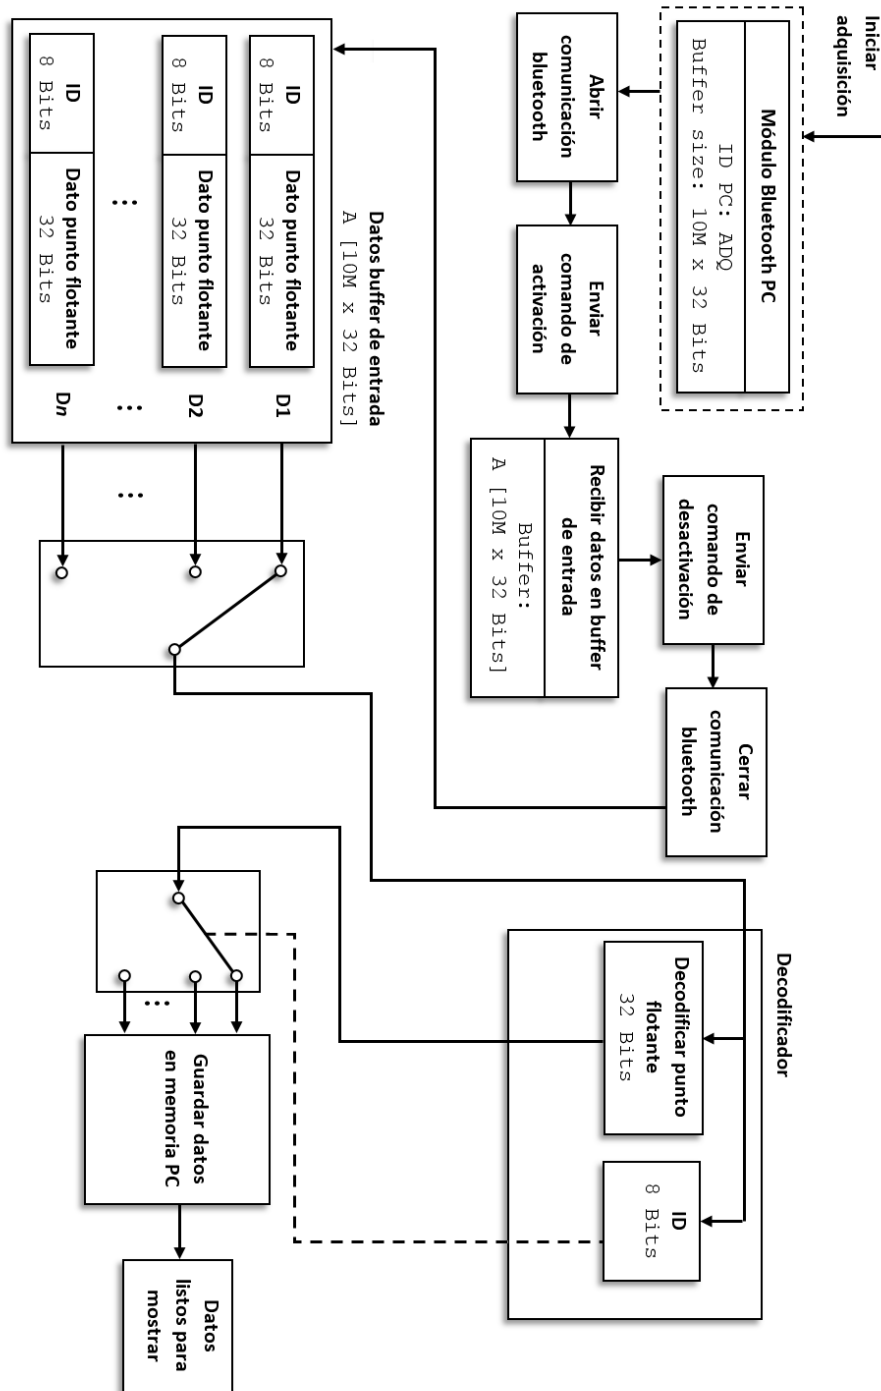 Iniciar
adquisición
Módulo Bluetooth PC
ID PC: ADQ
Buffer size: 10M x 32 Bits
Abrir
comunicación
bluetooth
Enviar
comando de
activación
Recibir datos en buffer
de entrada
Buffer:
A [10M x 32 Bits]
Enviar
comando de
desactivación
Cerrar
comunicación
bluetooth
Datos buffer de entrada
A [10M x 32 Bits]
ID
8 Bits
Dato punto flotante
32 Bits
D1
ID
8 Bits
Dato punto flotante
32 Bits
D2
...
...
...
ID
8 Bits
Dato punto flotante
32 Bits
Dn
Decodificador
Decodificar punto
flotante
32 Bits
ID
8 Bits
...
Guardar datos
en memoria PC
Datos
listos para
mostrar